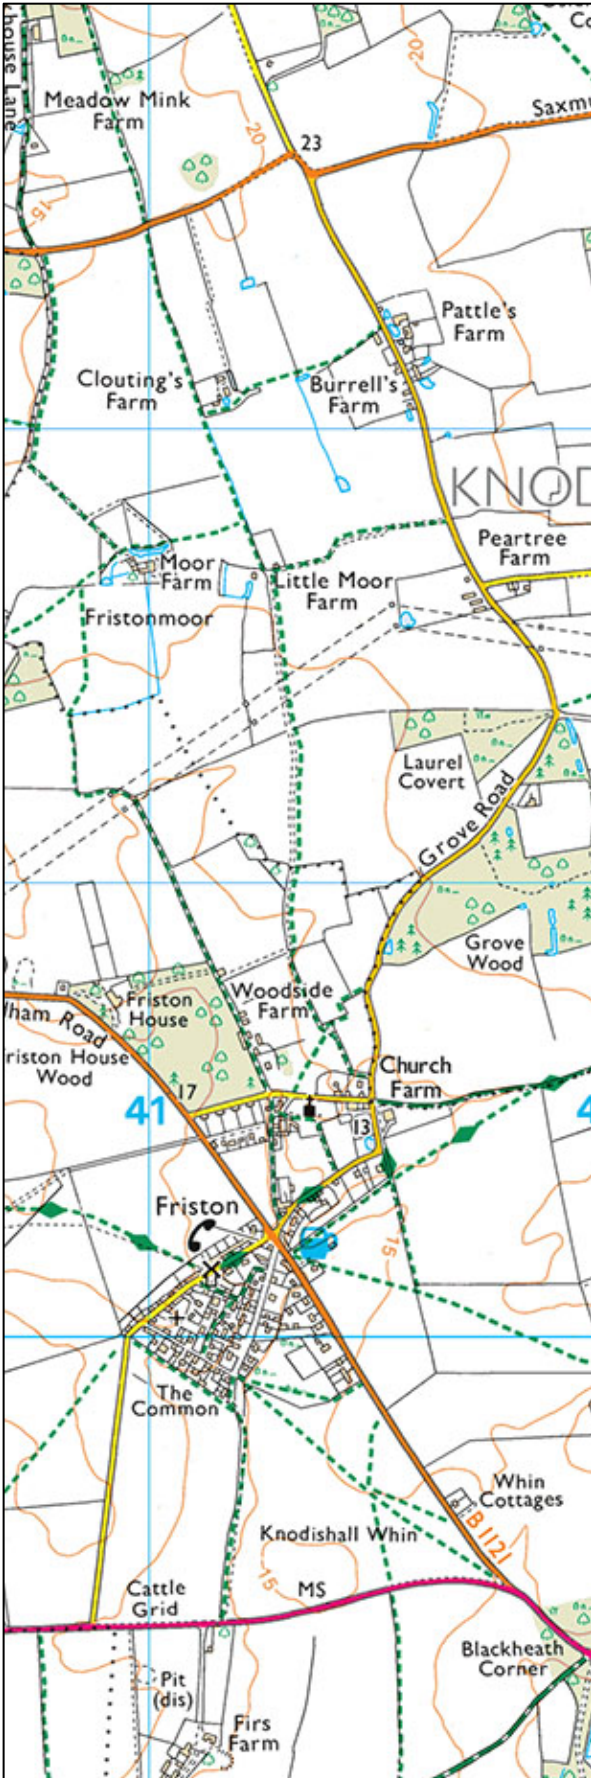 house Lane
Meadow Mink
Farm
20
20
23
Saxmu
15
Pattle's
Farm
Clouting's
Farm
Burrell's
Farm
KNOD
Peartree
Farm
Moor
Farm
Little Moor
Farm
Fristonmoor
Laurel
Covert
Grove Road
Grove
Wood
Woodside
Farm
Friston
House
lham Road
riston House
Wood
Church
Farm
17
41
4
13
Friston
15
The
Common
Whin
Cottages
B 1121
Knodishall Whin
15
Cattle
Grid
MS
Blackheath
Corner
Pit
(dis)
Firs
Farm